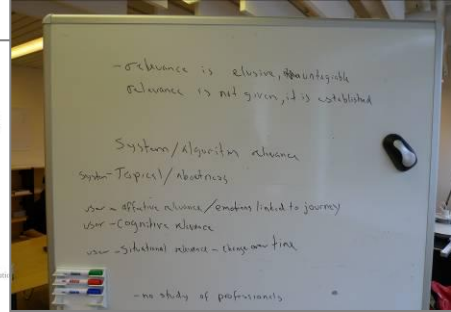 - relevance is elusive,
relevance is not given, it is established
System/Algorithm relevance
System - Topical/aboutness
user - affective relevance/emotions linked to journey
user - Cognitive relevance
user - Situational relevance - change over time
- no study of professionals